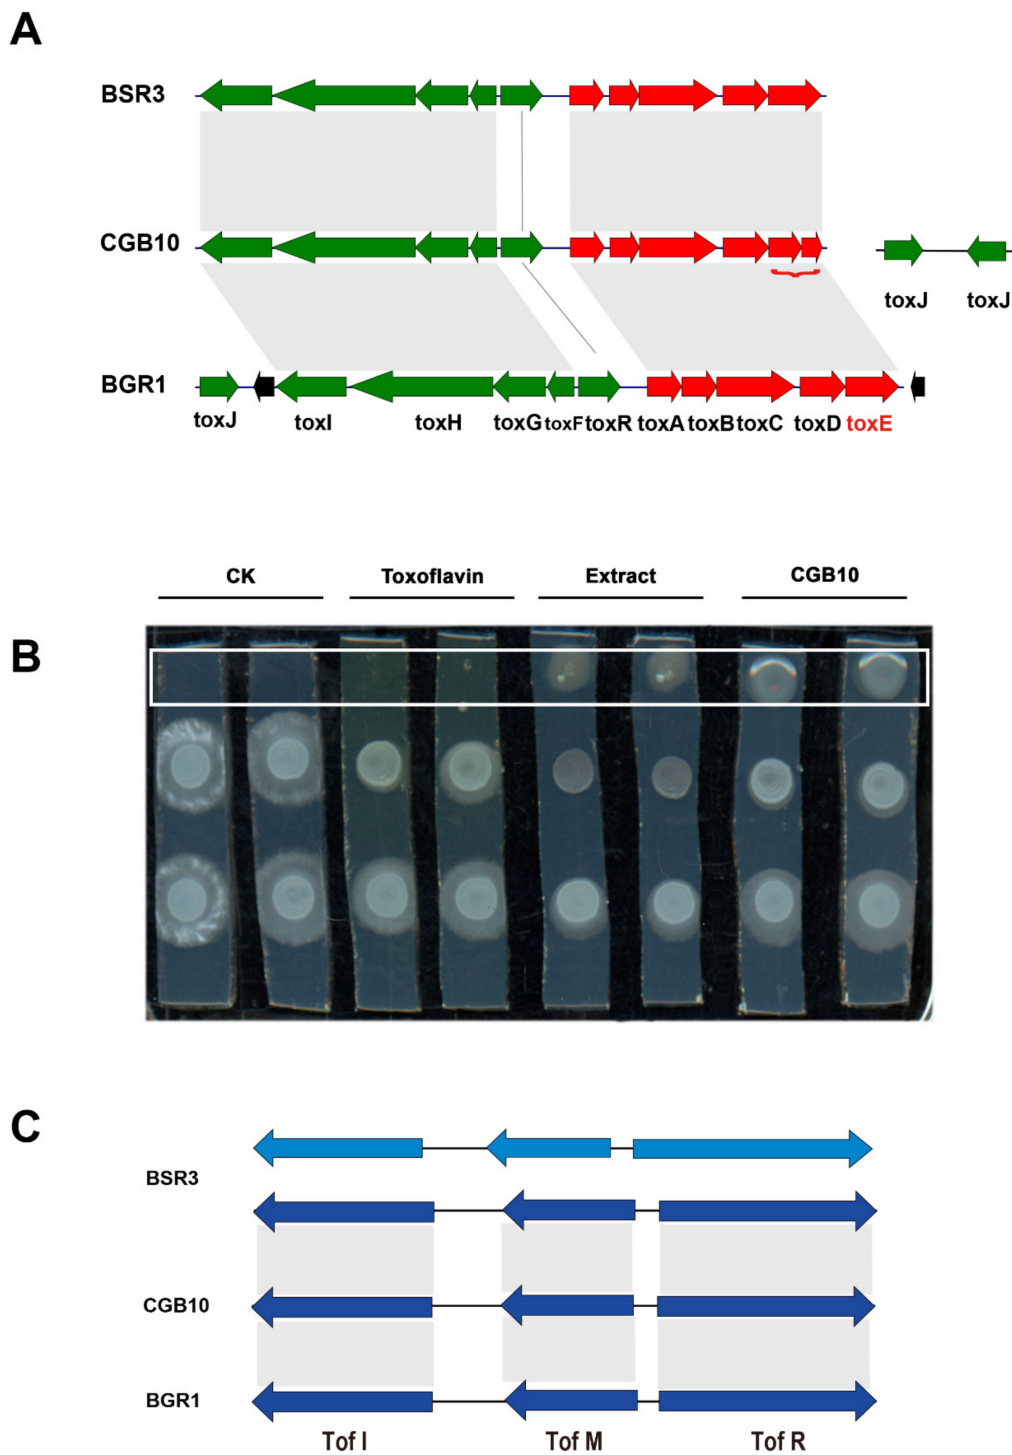 A
BSR3
CGB10
toxJ toxJ
BGR1
toxJ toxI toxH toxG toxF toxR toxA toxB toxC toxD toxE
CK Toxoflavin Extract CGB10
B
C
BSR3
CGB10
BGR1
Tof I Tof M Tof R